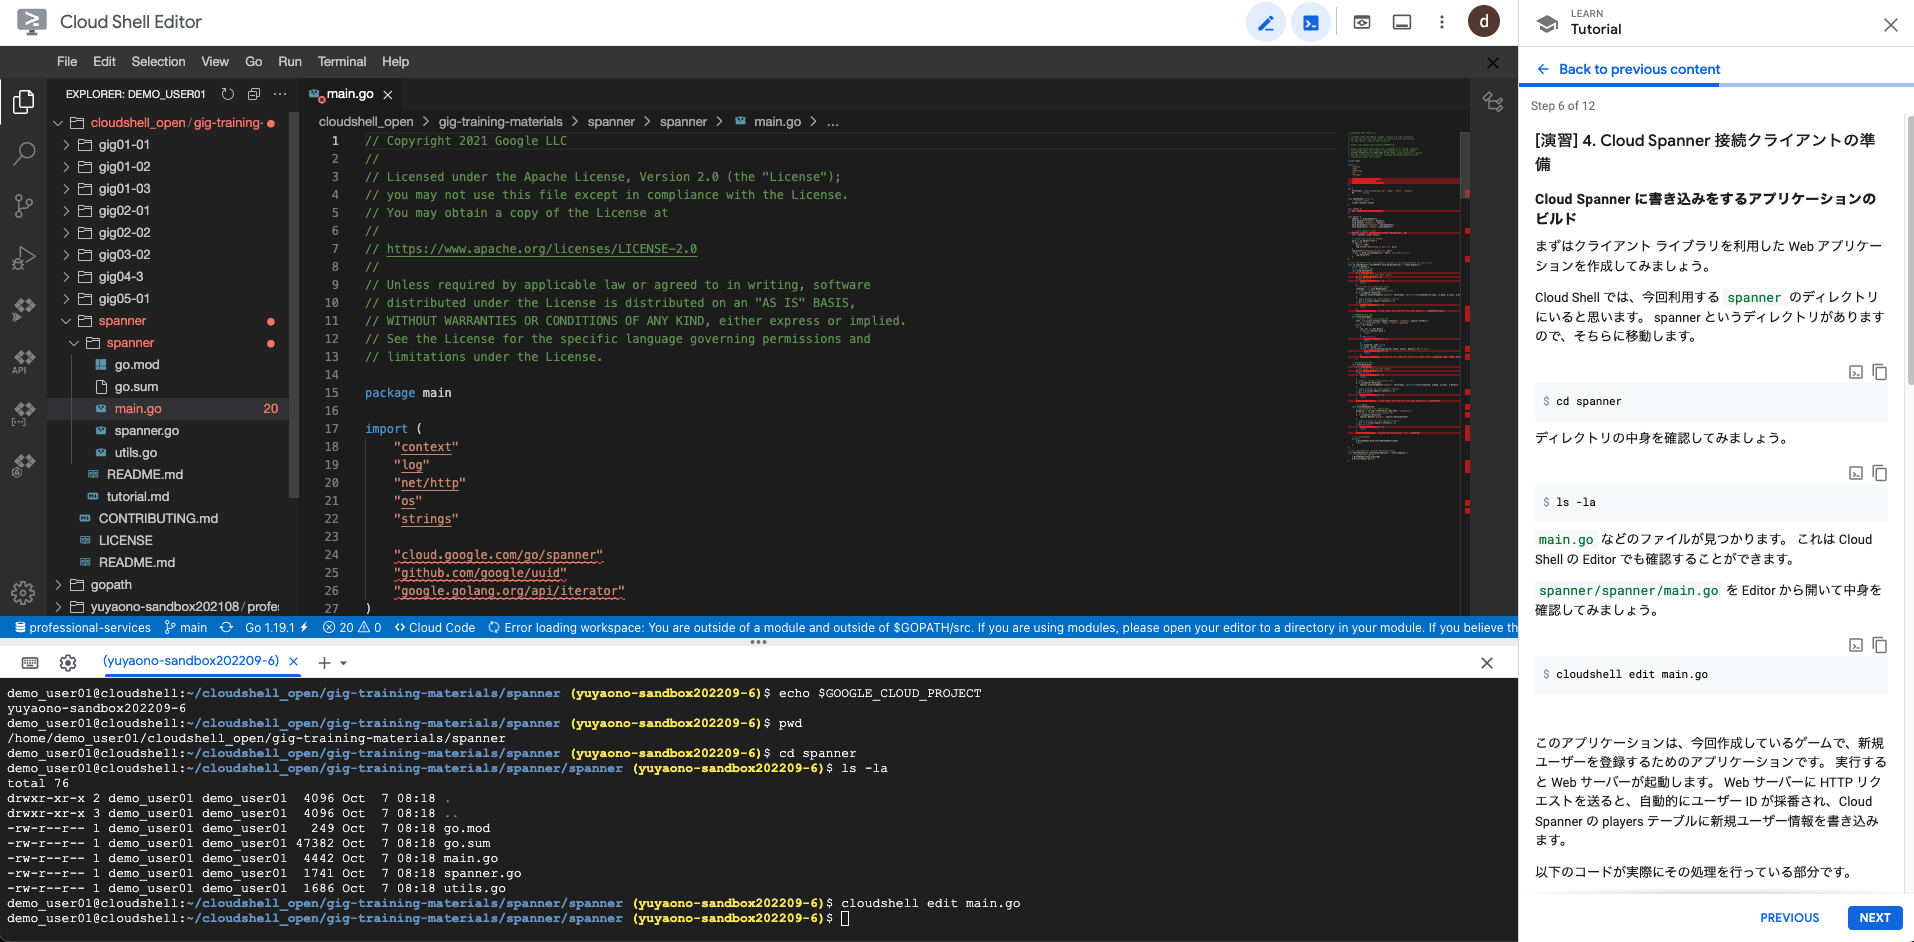 Cloud Shell Editor
d
LEARN
Tutorial
File Edit Selection View Go Run Terminal Help
Back to previous content
EXPLORER: DEMO_USER01
main.go
Step 6 of 12
cloudshell_open / gig-training-
gig01-01
gig01-02
gig01-03
gig02-01
gig02-02
gig03-02
gig04-3
gig05-01
spanner
spanner
go.mod
go.sum
main.go 20
spanner.go
utils.go
README.md
tutorial.md
CONTRIBUTING.md
LICENSE
README.md
gopath
yuyaono-sandbox202108 / profe
API
cloudshell_open > gig-training-materials > spanner > spanner > main.go > ...
1 // Copyright 2021 Google LLC
2 //
3 // Licensed under the Apache License, Version 2.0 (the "License");
4 // you may not use this file except in compliance with the License.
5 // You may obtain a copy of the License at
6 //
7 // https://www.apache.org/licenses/LICENSE-2.0
8 //
9 // Unless required by applicable law or agreed to in writing, software
10 // distributed under the License is distributed on an "AS IS" BASIS,
11 // WITHOUT WARRANTIES OR CONDITIONS OF ANY KIND, either express or implied.
12 // See the License for the specific language governing permissions and
13 // limitations under the License.
14
15 package main
16
17 import (
18 "context"
19 "log"
20 "net/http"
21 "os"
22 "strings"
23
24 "cloud.google.com/go/spanner"
25 "github.com/google/uuid"
26 "google.golang.org/api/iterator"
27 )
professional-services main Go 1.19.1 20 0 Cloud Code Error loading workspace: You are outside of a module and outside of $GOPATH/src. If you are using modules, please open your editor to a directory in your module. If you believe th
(yuyaono-sandbox202209-6)
demo_user01@cloudshell:~/cloudshell_open/gig-training-materials/spanner (yuyaono-sandbox202209-6)$ echo $GOOGLE_CLOUD_PROJECT
yuyaono-sandbox202209-6
demo_user01@cloudshell:~/cloudshell_open/gig-training-materials/spanner (yuyaono-sandbox202209-6)$ pwd
/home/demo_user01/cloudshell_open/gig-training-materials/spanner
demo_user01@cloudshell:~/cloudshell_open/gig-training-materials/spanner (yuyaono-sandbox202209-6)$ cd spanner
demo_user01@cloudshell:~/cloudshell_open/gig-training-materials/spanner/spanner (yuyaono-sandbox202209-6)$ ls -la
total 76
drwxr-xr-x 2 demo_user01 demo_user01 4096 Oct 7 08:18 .
drwxr-xr-x 3 demo_user01 demo_user01 4096 Oct 7 08:18 ..
-rw-r--r-- 1 demo_user01 demo_user01 249 Oct 7 08:18 go.mod
-rw-r--r-- 1 demo_user01 demo_user01 47382 Oct 7 08:18 go.sum
-rw-r--r-- 1 demo_user01 demo_user01 4442 Oct 7 08:18 main.go
-rw-r--r-- 1 demo_user01 demo_user01 1741 Oct 7 08:18 spanner.go
-rw-r--r-- 1 demo_user01 demo_user01 1686 Oct 7 08:18 utils.go
demo_user01@cloudshell:~/cloudshell_open/gig-training-materials/spanner/spanner (yuyaono-sandbox202209-6)$ cloudshell edit main.go
demo_user01@cloudshell:~/cloudshell_open/gig-training-materials/spanner/spanner (yuyaono-sandbox202209-6)$
[演習] 4. Cloud Spanner 接続クライアントの準
備
Cloud Spanner に書き込みをするアプリケーションの
ビルド
まずはクライアント ライブラリを利用した Web アプリケー
ションを作成してみましょう。
Cloud Shell では、今回利用する spanner のディレクトリ
にいると思います。 spanner というディレクトリがあります
ので、そちらに移動します。
$ cd spanner
ディレクトリの中身を確認してみましょう。
$ ls -la
main.go などのファイルが見つかります。 これは Cloud
Shell の Editor でも確認することができます。
spanner/spanner/main.go を Editor から開いて中身を
確認してみましょう。
$ cloudshell edit main.go
このアプリケーションは、今回作成しているゲームで、新規
ユーザーを登録するためのアプリケーションです。 実行する
と Web サーバーが起動します。 Web サーバーに HTTP リク
エストを送ると、自動的にユーザー ID が採番され、Cloud
Spanner の players テーブルに新規ユーザー情報を書き込み
ます。
以下のコードが実際にその処理を行っている部分です。
PREVIOUS
NEXT